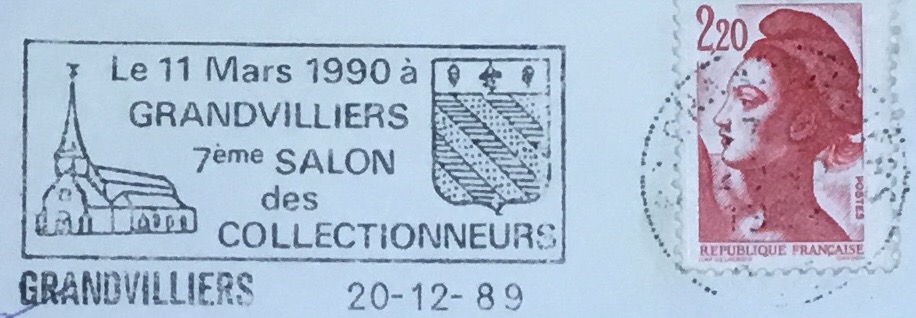 Le 11 Mars 1990 à
GRANDVILLIERS
7ème SALON
des
COLLECTIONNEURS
GRANDVILLIERS 20-12-89
2,20
POSTES
REPUBLIQUE FRANÇAISE